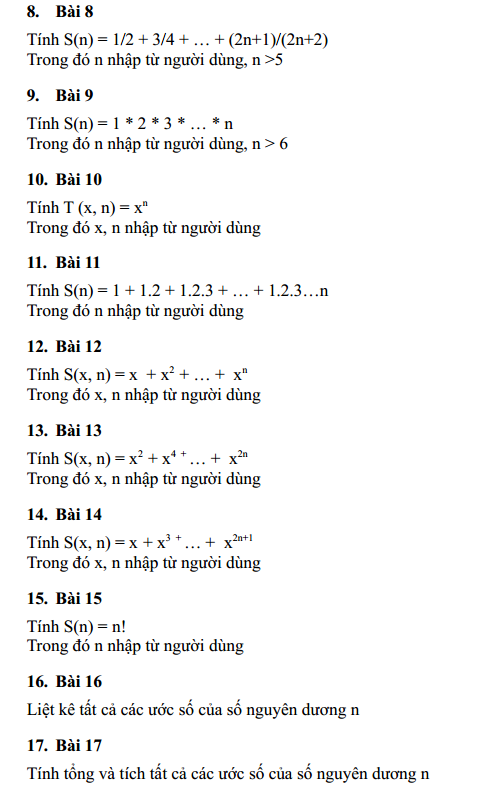 8. Bài 8
Tính S(n) = 1/2 + 3/4 + … + (2n+1)/(2n+2)
Trong đó n nhập từ người dùng, n >5
9. Bài 9
Tính S(n) = 1 * 2 * 3 * … * n
Trong đó n nhập từ người dùng, n > 6
10. Bài 10
Tính T (x, n) = xⁿ
Trong đó x, n nhập từ người dùng
11. Bài 11
Tính S(n) = 1 + 1.2 + 1.2.3 + … + 1.2.3…n
Trong đó n nhập từ người dùng
12. Bài 12
Tính S(x, n) = x + x² + … + xⁿ
Trong đó x, n nhập từ người dùng
13. Bài 13
Tính S(x, n) = x² + x⁴ ⁺ … + x²ⁿ
Trong đó x, n nhập từ người dùng
14. Bài 14
Tính S(x, n) = x + x³ ⁺ … + x²ⁿ⁺¹
Trong đó x, n nhập từ người dùng
15. Bài 15
Tính S(n) = n!
Trong đó n nhập từ người dùng
16. Bài 16
Liệt kê tất cả các ước số của số nguyên dương n
17. Bài 17
Tính tổng và tích tất cả các ước số của số nguyên dương n